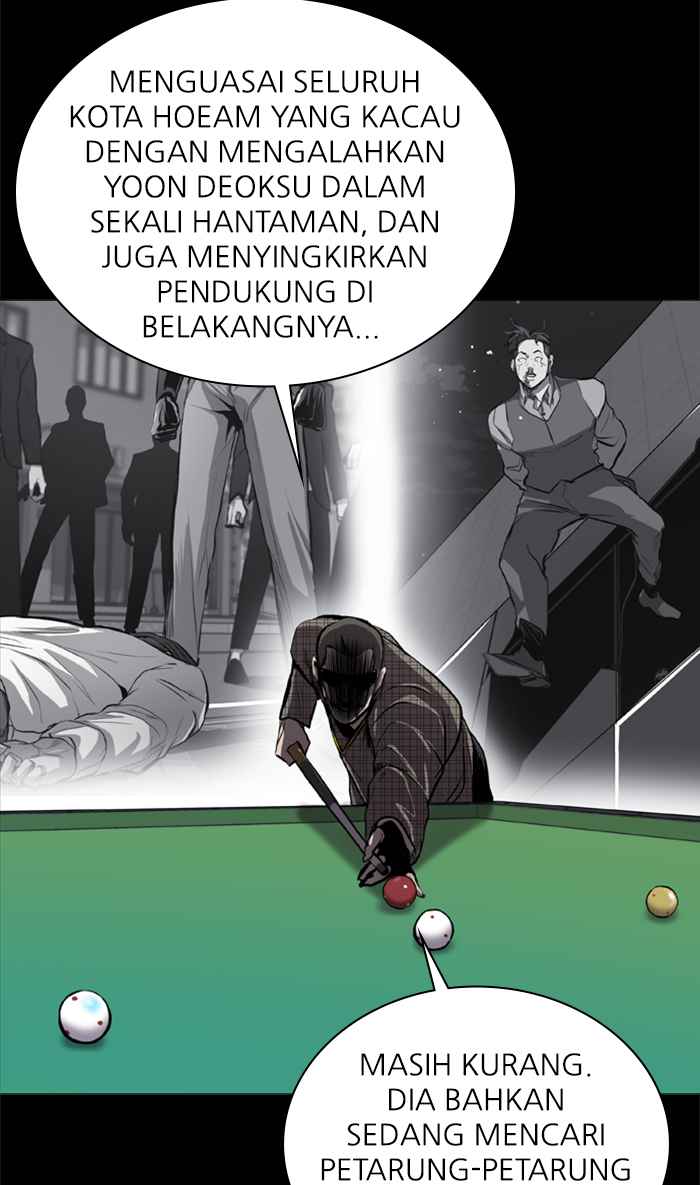 MENGUASAI SELURUH
KOTA HOEAM YANG KACAU
DENGAN MENGALAHKAN
YOON DEOKSU DALAM
SEKALI HANTAMAN, DAN
JUGA MENYINGKIRKAN
PENDUKUNG DI
BELAKANGNYA...
MASIH KURANG.
DIA BAHKAN
SEDANG MENCARI
PETARUNG-PETARUNG